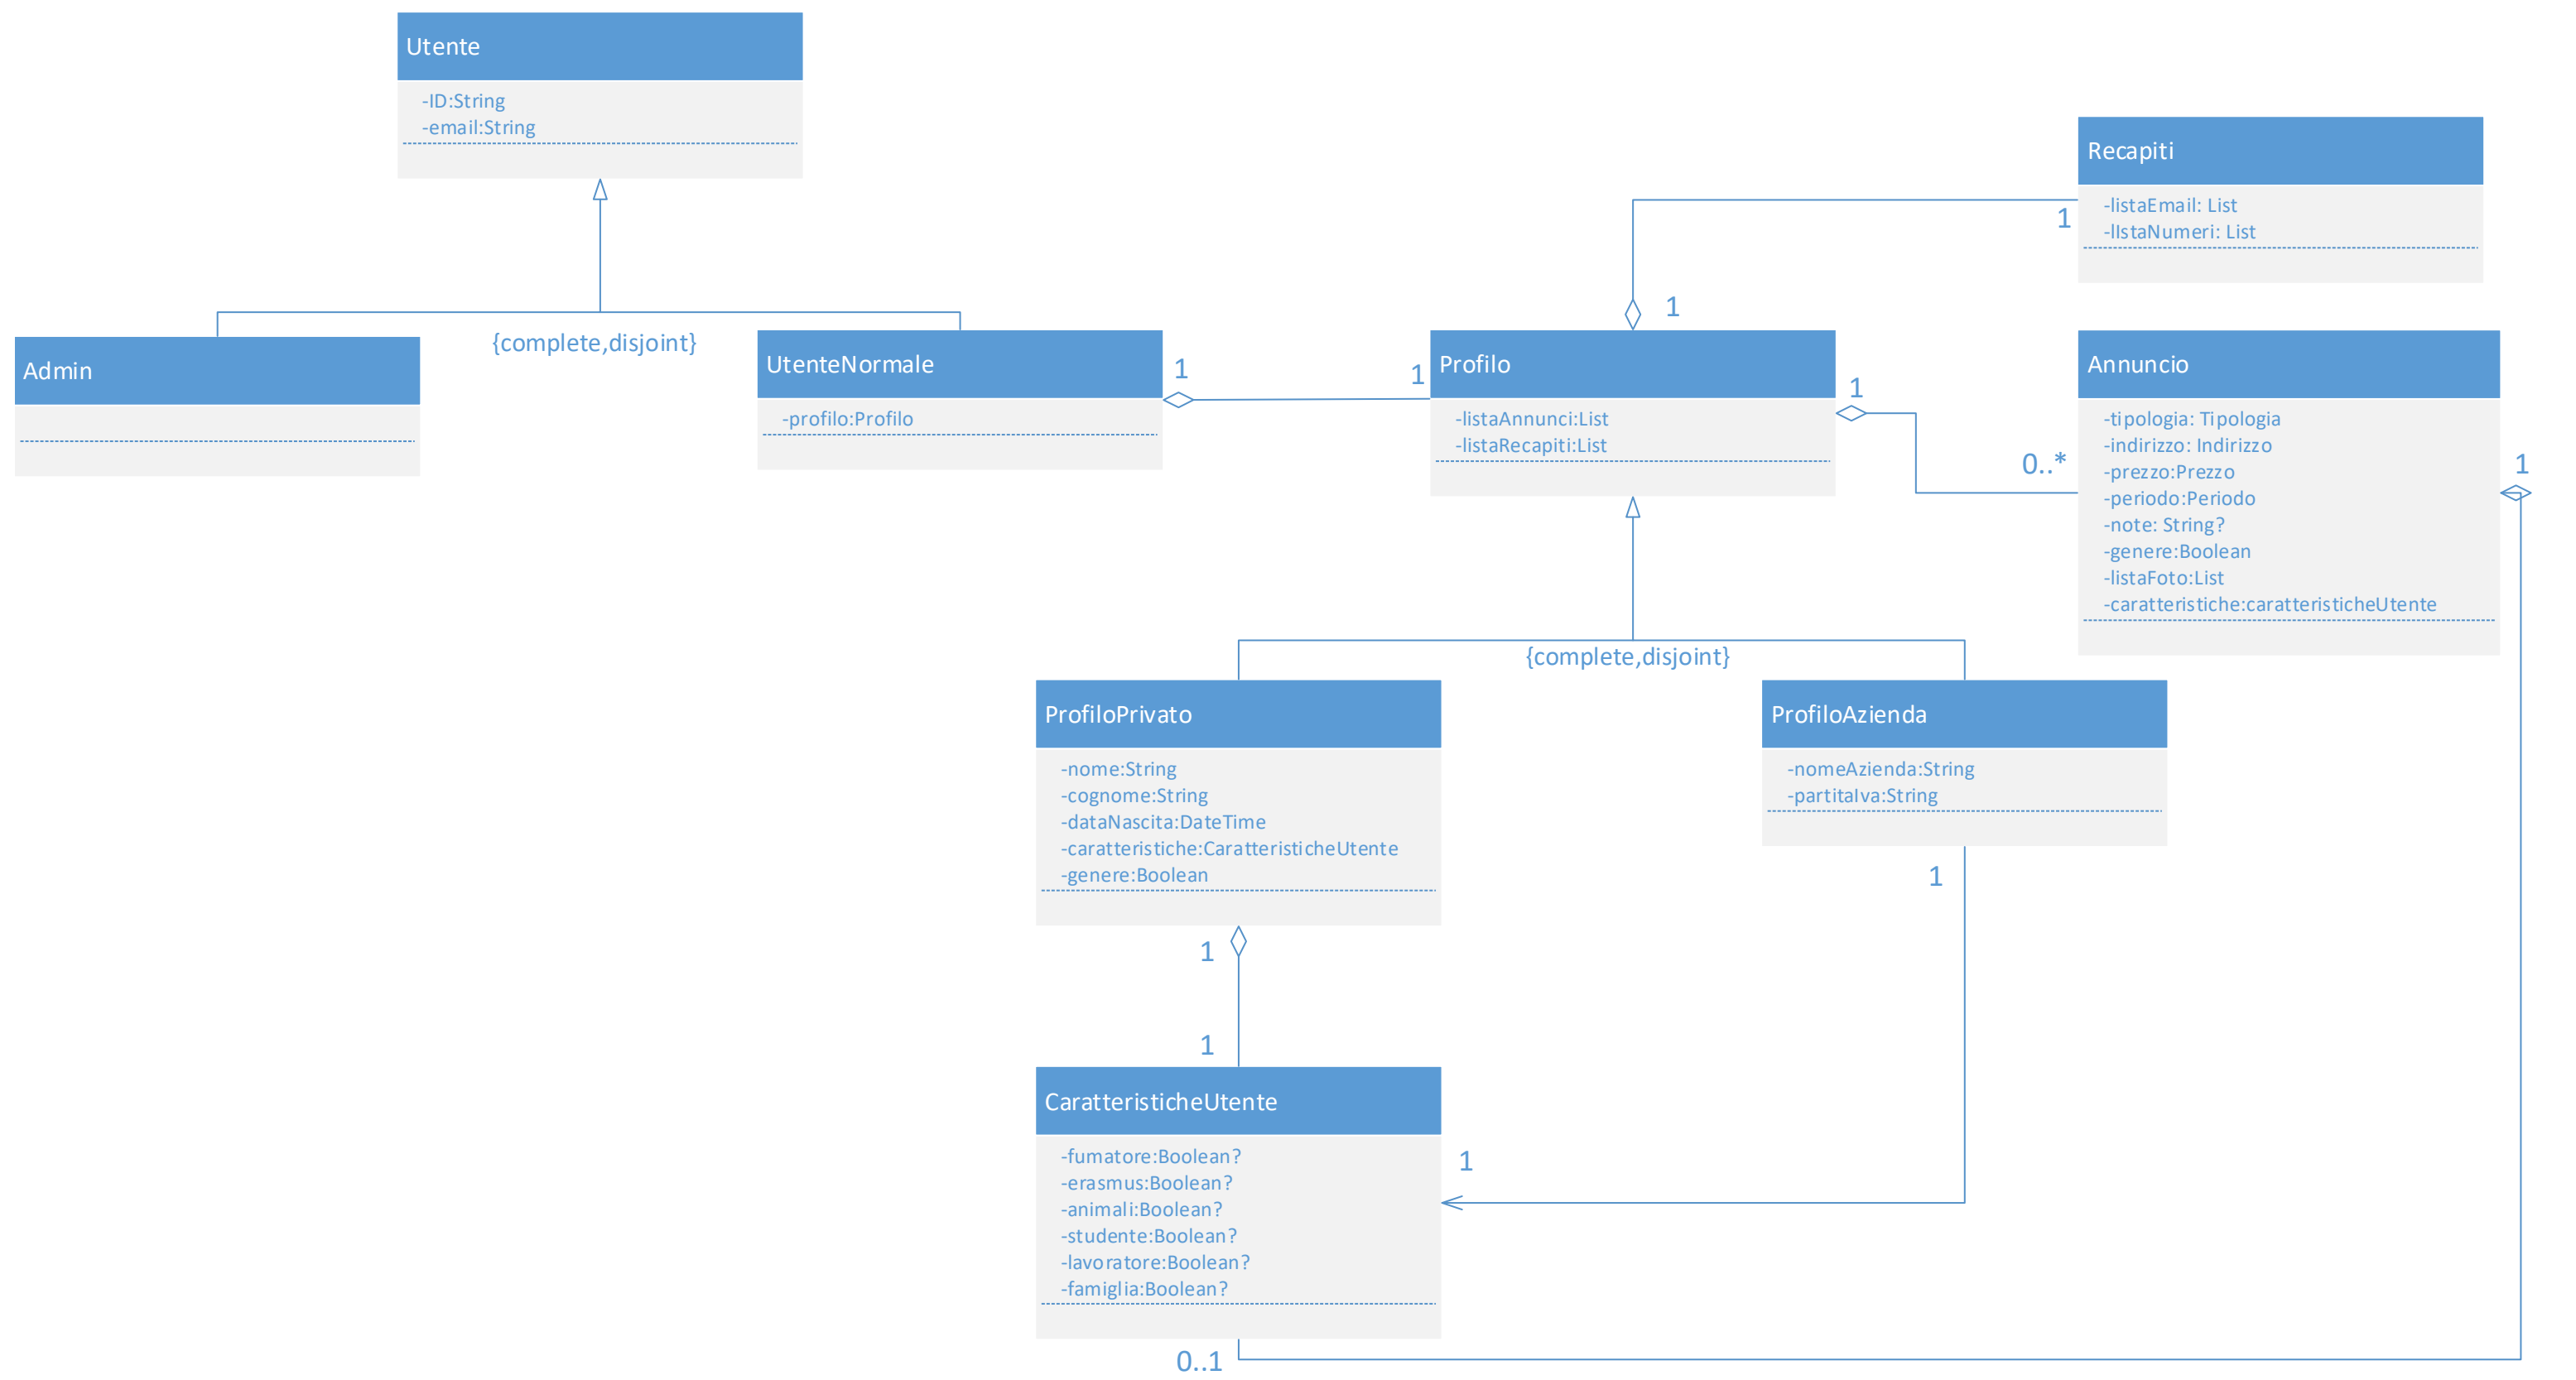 Utente
-ID:String
-email:String
{complete,disjoint}
Admin
UtenteNormale
-profilo:Profilo
1
1
Profilo
-listaAnnunci:List
-listaRecapiti:List
1
1
Recapiti
-listaEmail: List
-lIstaNumeri: List
1
0..*
Annuncio
-tipologia: Tipologia
-indirizzo: Indirizzo
-prezzo:Prezzo
-periodo:Periodo
-note: String?
-genere:Boolean
-listaFoto:List
-caratteristiche:caratteristicheUtente
1
{complete,disjoint}
ProfiloPrivato
-nome:String
-cognome:String
-dataNascita:DateTime
-caratteristiche:CaratteristicheUtente
-genere:Boolean
ProfiloAzienda
-nomeAzienda:String
-partitaIva:String
1
1
1
CaratteristicheUtente
-fumatore:Boolean?
-erasmus:Boolean?
-animali:Boolean?
-studente:Boolean?
-lavoratore:Boolean?
-famiglia:Boolean?
1
0..1